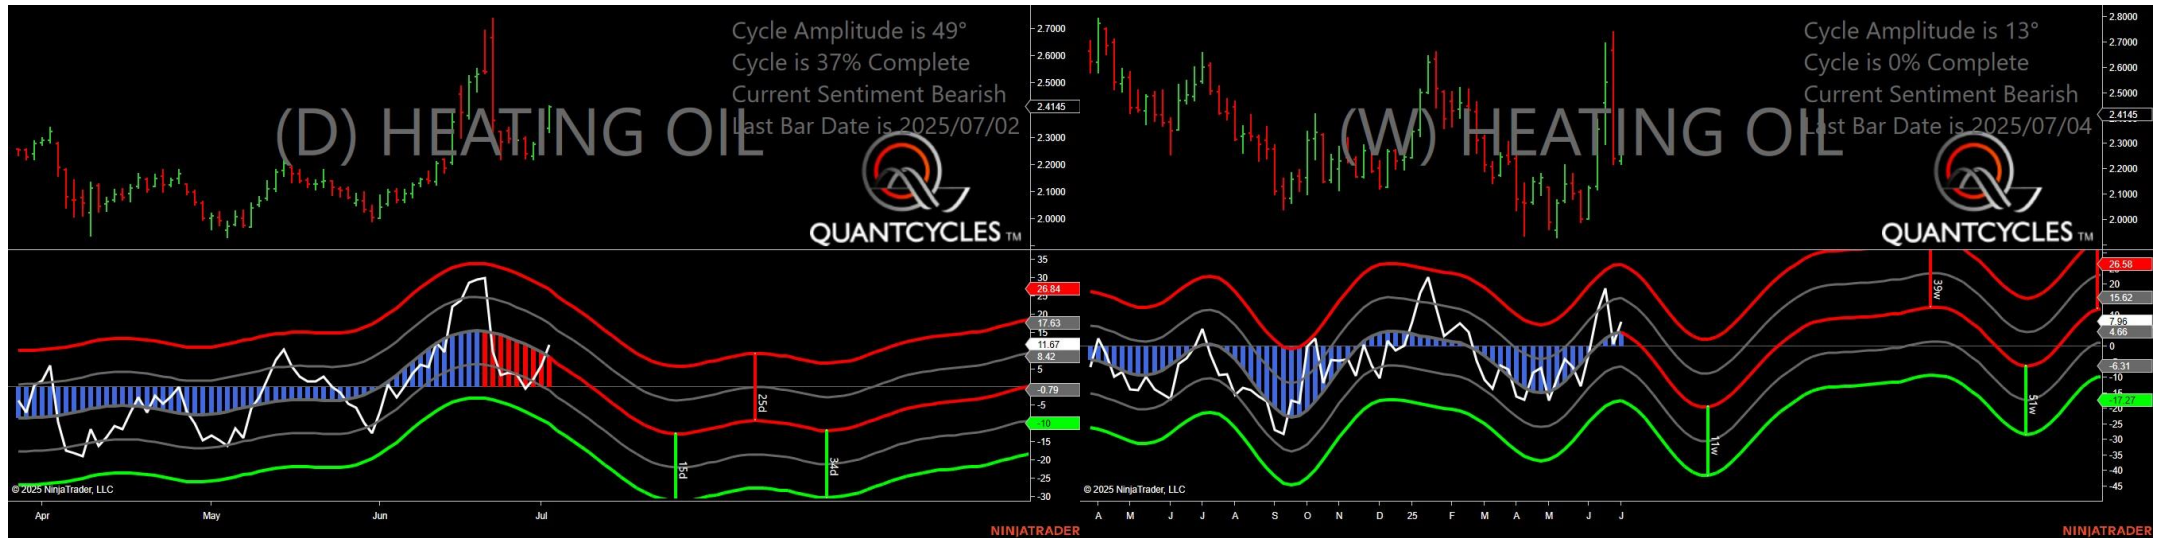 Cycle Amplitude is 49°
Cycle is 37% Complete
Current Sentiment Bearish
Last Bar Date is 2025/07/02
(D) HEATING OIL
QUANTCYCLES TM
2.7000
2.6000
2.5000
2.4145
2.3000
2.2000
2.1000
2.0000
35
30
26.84
25
20
17.63
15
11.67
8.42
5
-0.79
-5
-10
-15
-20
-25
-30
25d
15d
34d
© 2025 NinjaTrader, LLC
Apr
May
Jun
Jul
NINJATRADER
Cycle Amplitude is 13°
Cycle is 0% Complete
Current Sentiment Bearish
Last Bar Date is 2025/07/04
(W) HEATING OIL
QUANTCYCLES TM
2.8000
2.7000
2.6000
2.5000
2.4145
2.3000
2.2000
2.1000
2.0000
26.58
20
15.62
7.96
4.66
0
-6.31
-10
-17.27
-20
-25
-30
-35
-40
-45
39w
11w
51w
© 2025 NinjaTrader, LLC
A
M
J
J
A
S
O
N
D
25
F
M
A
M
J
J
NINJATRADER